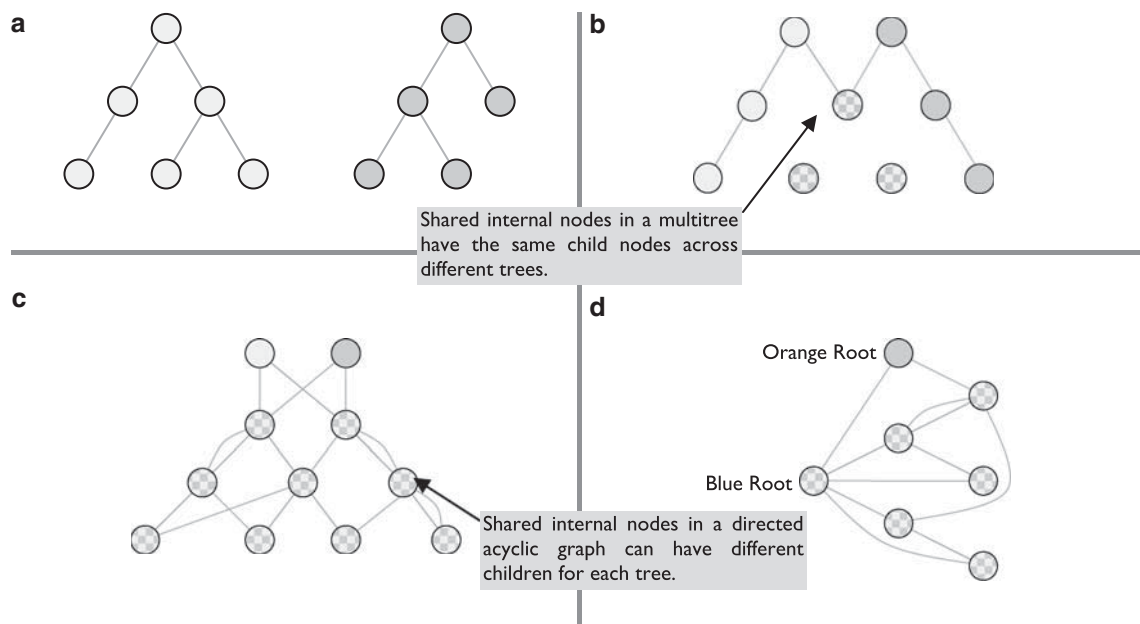 a
b
Shared internal nodes in a multitree
have the same child nodes across
different trees.
c
d
Orange Root
Blue Root
Shared internal nodes in a directed
acyclic graph can have different
children for each tree.